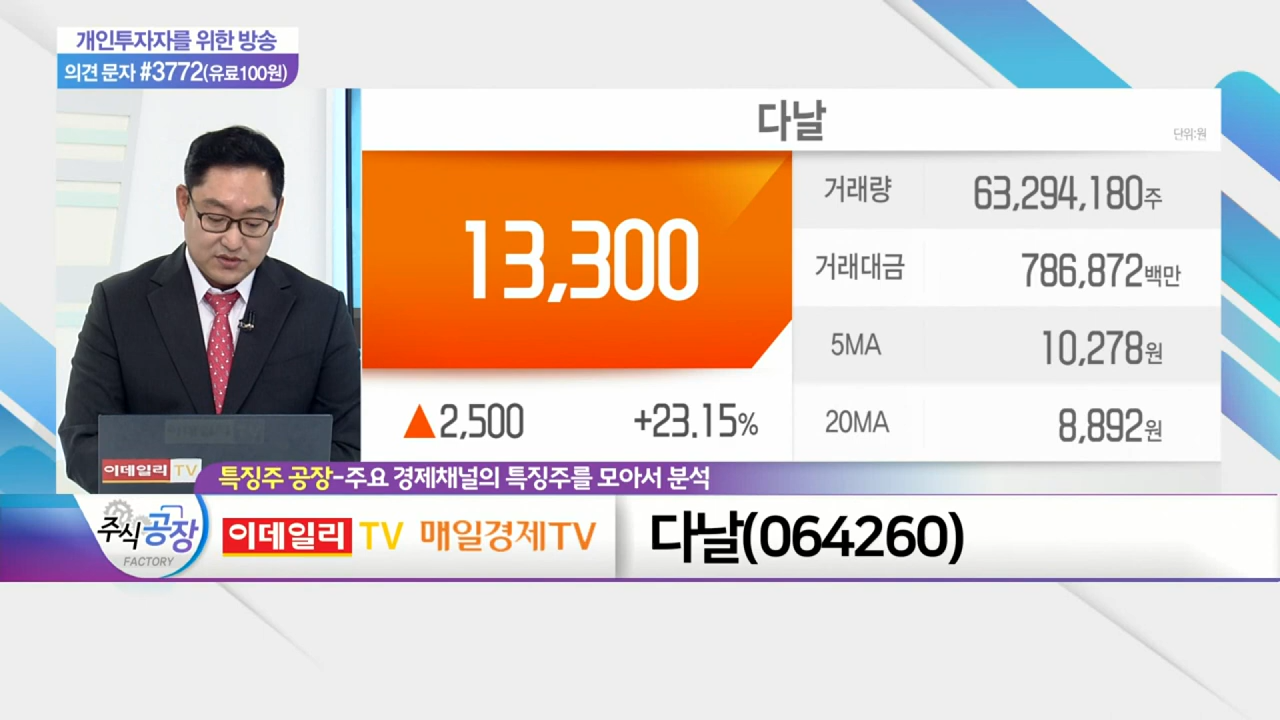 개인투자자를 위한 방송
의견 문자 #3772(유료100원)
다날
단위:원
13,300
▲2,500 +23.15%
거래량 63,294,180주
거래대금 786,872백만
5MA 10,278원
20MA 8,892원
이데일리 TV
특징주 공장-주요 경제채널의 특징주를 모아서 분석
주식공장
FACTORY
이데일리 TV 매일경제TV
다날(064260)